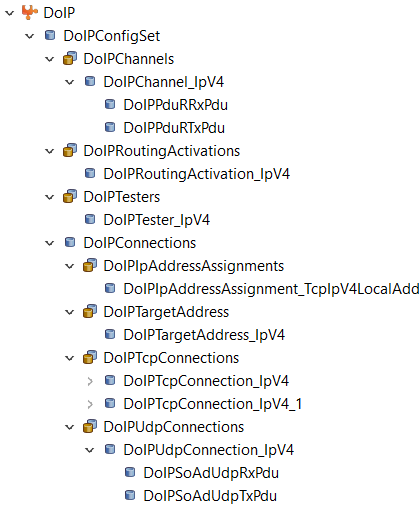 DoIP
DoIPConfigSet
DoIPChannels
DoIPChannel_IpV4
DoIPPduRRxPdu
DoIPPduRTxPdu
DoIPRoutingActivations
DoIPRoutingActivation_IpV4
DoIPTesters
DoIPTester_IpV4
DoIPConnections
DoIPIpAddressAssignments
DoIPIpAddressAssignment_TcpIpV4LocalAdd
DoIPTargetAddress
DoIPTargetAddress_IpV4
DoIPTcpConnections
DoIPTcpConnection_IpV4
DoIPTcpConnection_IpV4_1
DoIPUdpConnections
DoIPUdpConnection_IpV4
DoIPSoAdUdpRxPdu
DoIPSoAdUdpTxPdu